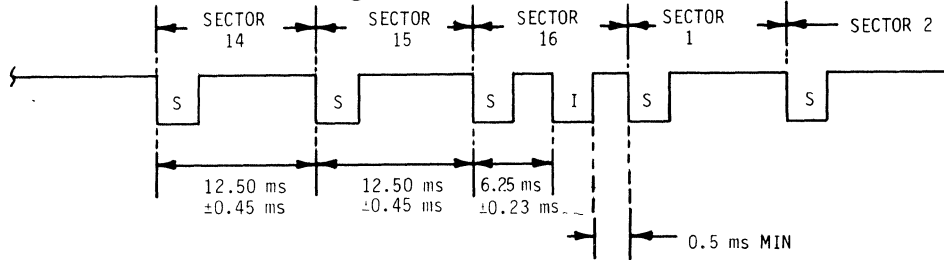 SECTOR 14
SECTOR 15
SECTOR 16
SECTOR 1
SECTOR 2
S
S
S
I
S
S
12.50 ms
±0.45 ms
12.50 ms
±0.45 ms
6.25 ms
±0.23 ms
0.5 ms MIN